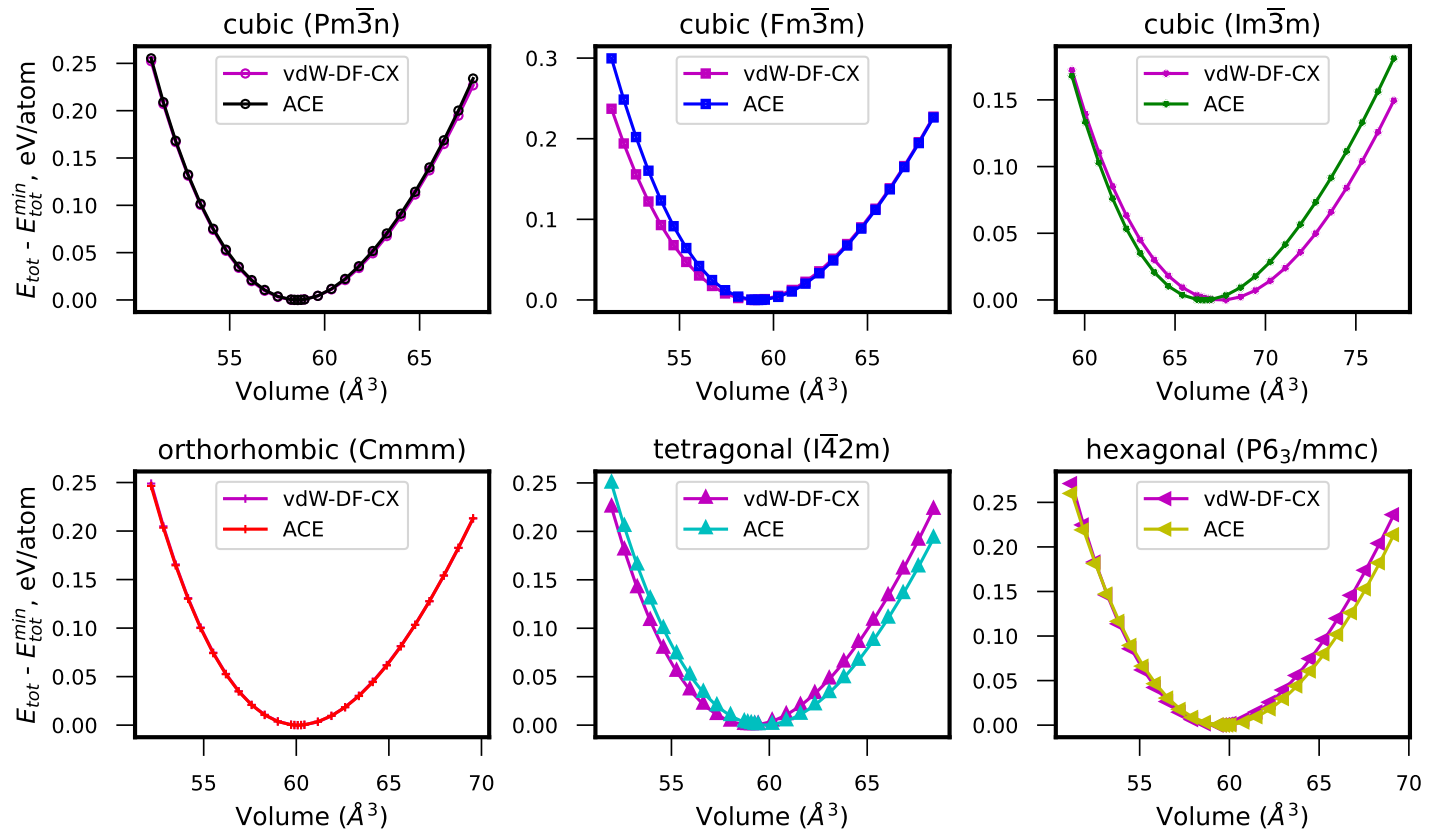 cubic (Pm3̅n)
vdW-DF-CX
ACE
0.25
0.20
0.15
0.10
0.05
0.00
55
60
65
E_tot - E_tot^min, eV/atom
Volume (Å³)
cubic (Fm3̅m)
vdW-DF-CX
ACE
0.3
0.2
0.1
0.0
55
60
65
Volume (Å³)
cubic (Im3̅m)
vdW-DF-CX
ACE
0.15
0.10
0.05
0.00
60
65
70
75
Volume (Å³)
orthorhombic (Cmmm)
vdW-DF-CX
ACE
0.25
0.20
0.15
0.10
0.05
0.00
55
60
65
70
E_tot - E_tot^min, eV/atom
Volume (Å³)
tetragonal (I4̅2m)
vdW-DF-CX
ACE
0.25
0.20
0.15
0.10
0.05
0.00
55
60
65
Volume (Å³)
hexagonal (P6₃/mmc)
vdW-DF-CX
ACE
0.25
0.20
0.15
0.10
0.05
0.00
55
60
65
70
Volume (Å³)